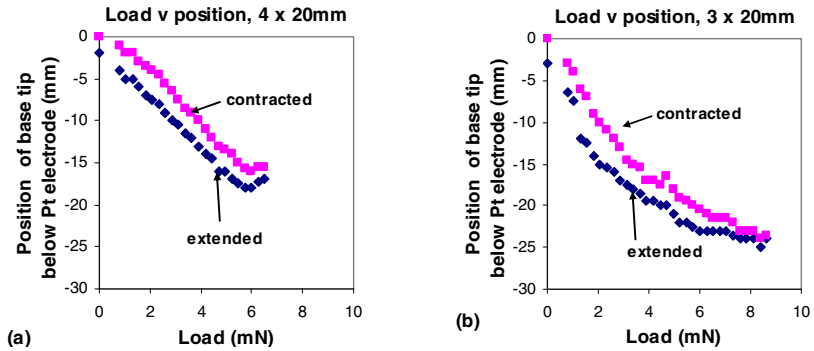 Load v position, 4 x 20mm
Position of base tip
below Pt electrode (mm)
0
-5
-10
-15
-20
-25
-30
contracted
extended
0 2 4 6 8 10
Load (mN)
(a)
Load v position, 3 x 20mm
Position of base tip
below Pt electrode (mm)
0
-5
-10
-15
-20
-25
-30
contracted
extended
0 2 4 6 8 10
Load (mN)
(b)